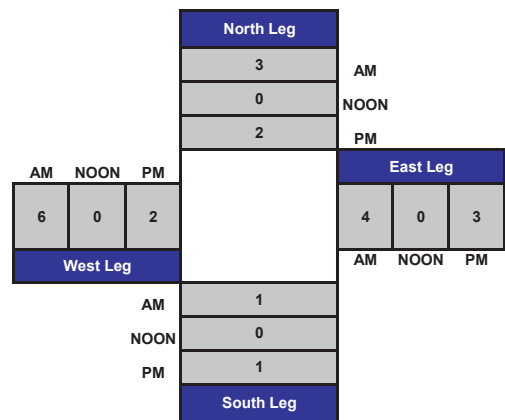 North Leg
3 AM
0 NOON
2 PM
AM NOON PM
East Leg
6 0 2
4 0 3
West Leg
AM NOON PM
AM 1
NOON 0
PM 1
South Leg